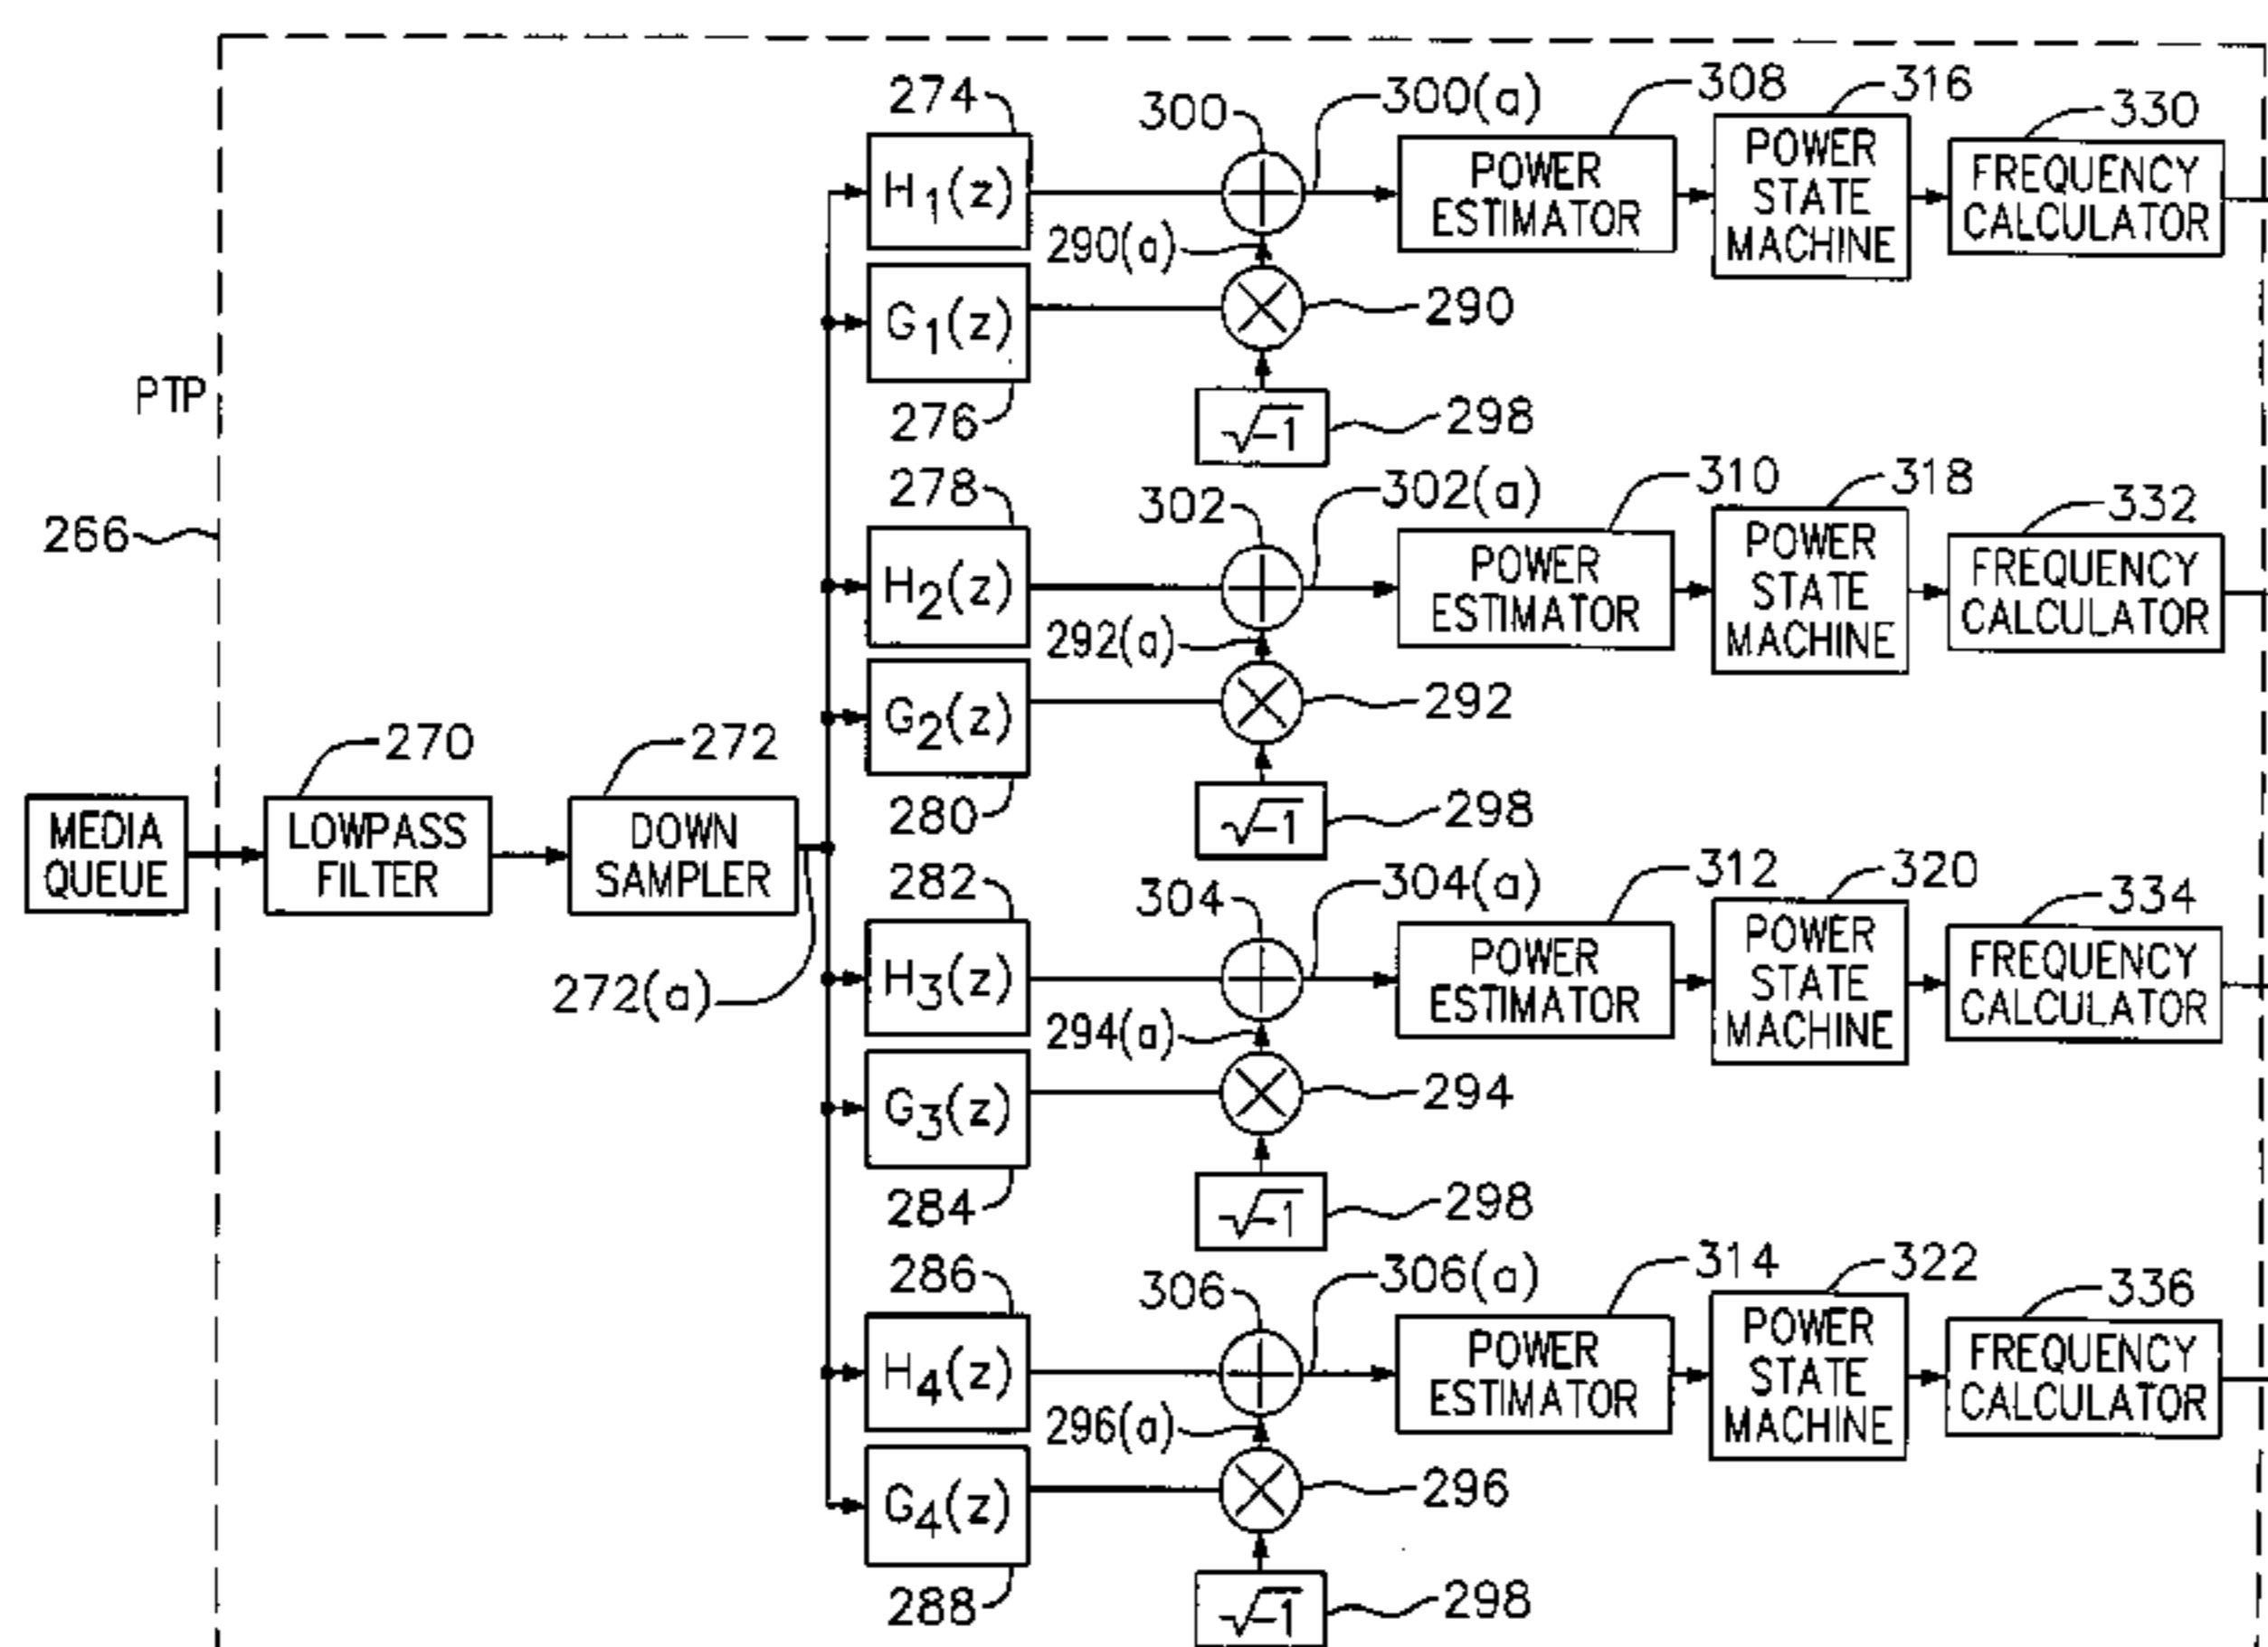 274
300
300(a)
308
316
330
H1(z)
POWER
ESTIMATOR
POWER
STATE
MACHINE
FREQUENCY
CALCULATOR
290(a)
G1(z)
290
PTP
276
√-1
298
278
302
302(a)
310
318
332
266
H2(z)
POWER
ESTIMATOR
POWER
STATE
MACHINE
FREQUENCY
CALCULATOR
292(a)
G2(z)
292
270
272
280
√-1
298
MEDIA
QUEUE
LOWPASS
FILTER
DOWN
SAMPLER
272(a)
282
304
304(a)
312
320
334
H3(z)
POWER
ESTIMATOR
POWER
STATE
MACHINE
FREQUENCY
CALCULATOR
294(a)
G3(z)
294
284
√-1
298
286
306
306(a)
314
322
336
H4(z)
POWER
ESTIMATOR
POWER
STATE
MACHINE
FREQUENCY
CALCULATOR
296(a)
G4(z)
296
288
√-1
298